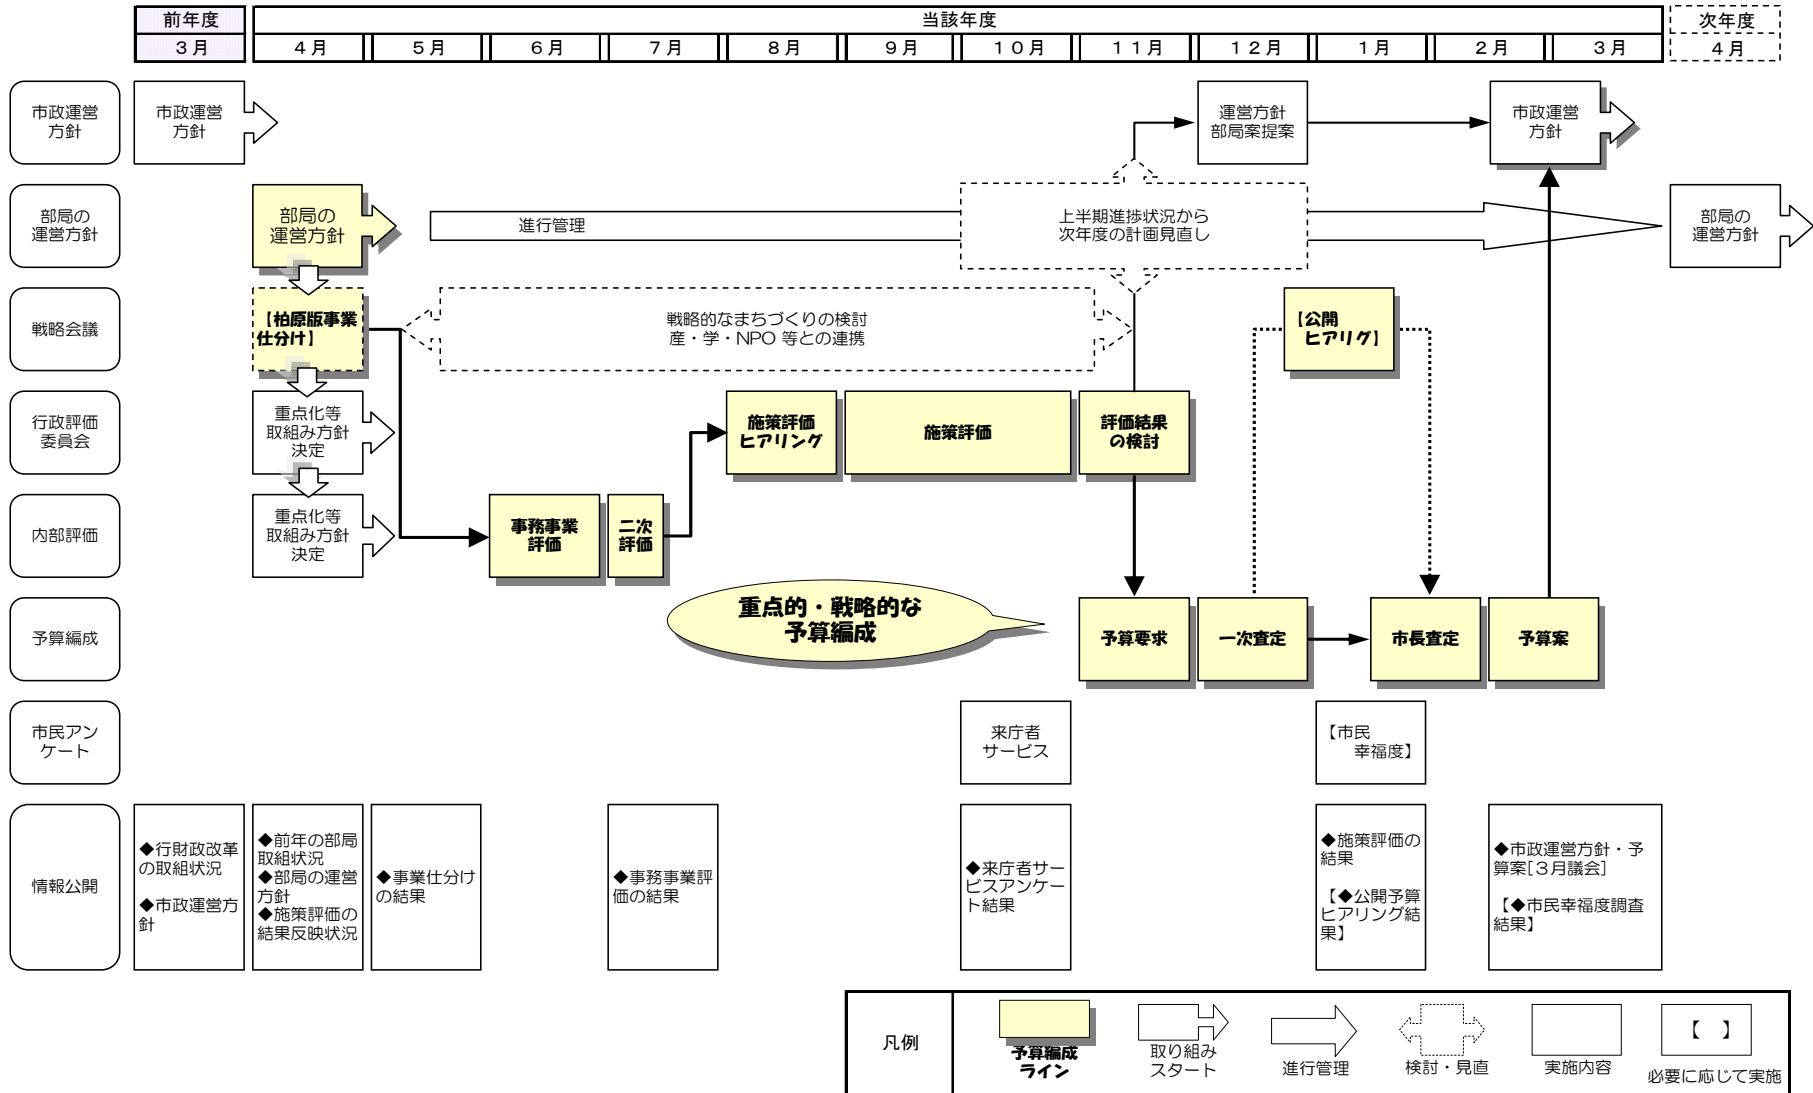 前年度
当該年度
次年度
３月
４月
５月
６月
７月
８月
９月
１０月
１１月
１２月
１月
２月
３月
４月
市政運営
方針
市政運営
方針
運営方針
部局案提案
市政運営
方針
部局の
運営方針
部局の
運営方針
進行管理
上半期進捗状況から
次年度の計画見直し
部局の
運営方針
戦略会議
【柏原版事業
仕分け】
戦略的なまちづくりの検討
産・学・NPO 等との連携
【公開
ヒアリグ】
行政評価
委員会
重点化等
取組み方針
決定
施策評価
ヒアリング
施策評価
評価結果
の検討
内部評価
重点化等
取組み方針
決定
事務事業
評価
二次
評価
予算編成
重点的・戦略的な
予算編成
予算要求
一次査定
市長査定
予算案
市民アン
ケート
来庁者
サービス
【市民
幸福度】
情報公開
◆行財政改革
の取組状況
◆市政運営方
針
◆前年の部局
取組状況
◆部局の運営
方針
◆施策評価の
結果反映状況
◆事業仕分け
の結果
◆事務事業評
価の結果
◆来庁者サー
ビスアンケー
ト結果
◆施策評価の
結果
【◆公開予算
ヒアリング結
果】
◆市政運営方針・予
算案[３月議会]
【◆市民幸福度調査
結果】
凡例
予算編成
ライン
取り組み
スタート
進行管理
検討・見直
実施内容
【　】
必要に応じて実施